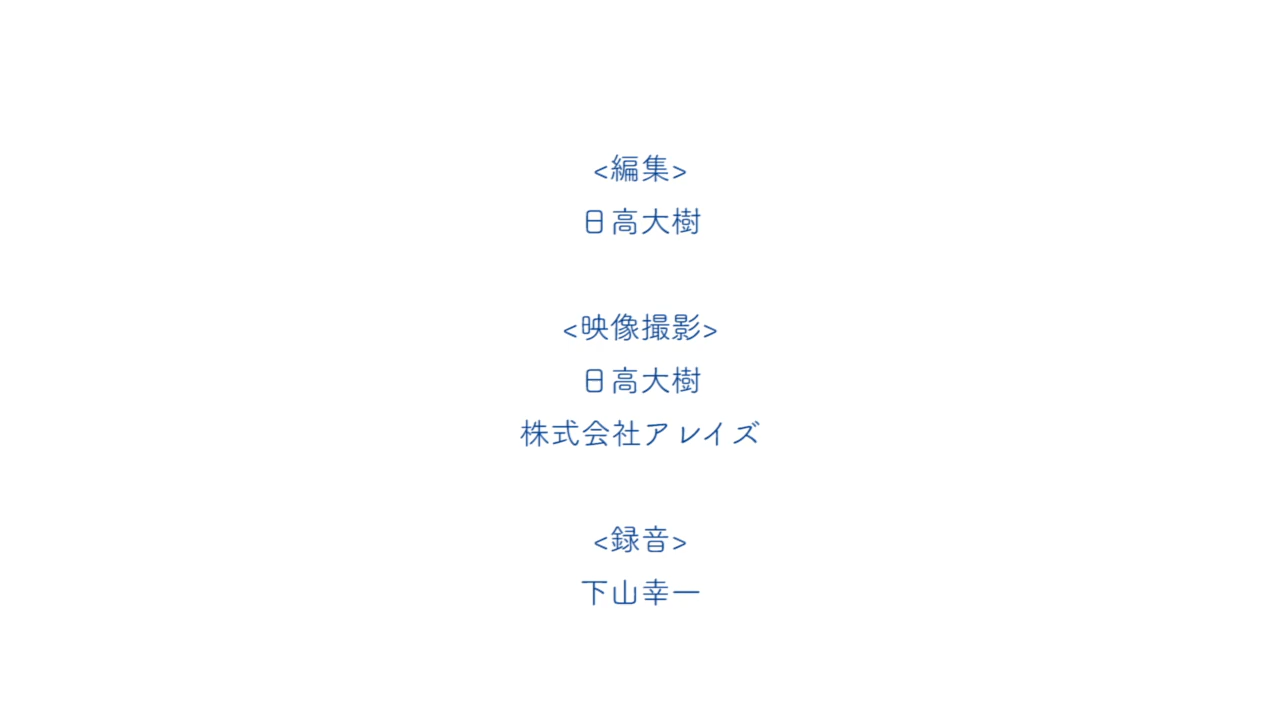 <編集>
日高大樹
<映像撮影>
日高大樹
株式会社アレイズ
<録音>
下山幸一